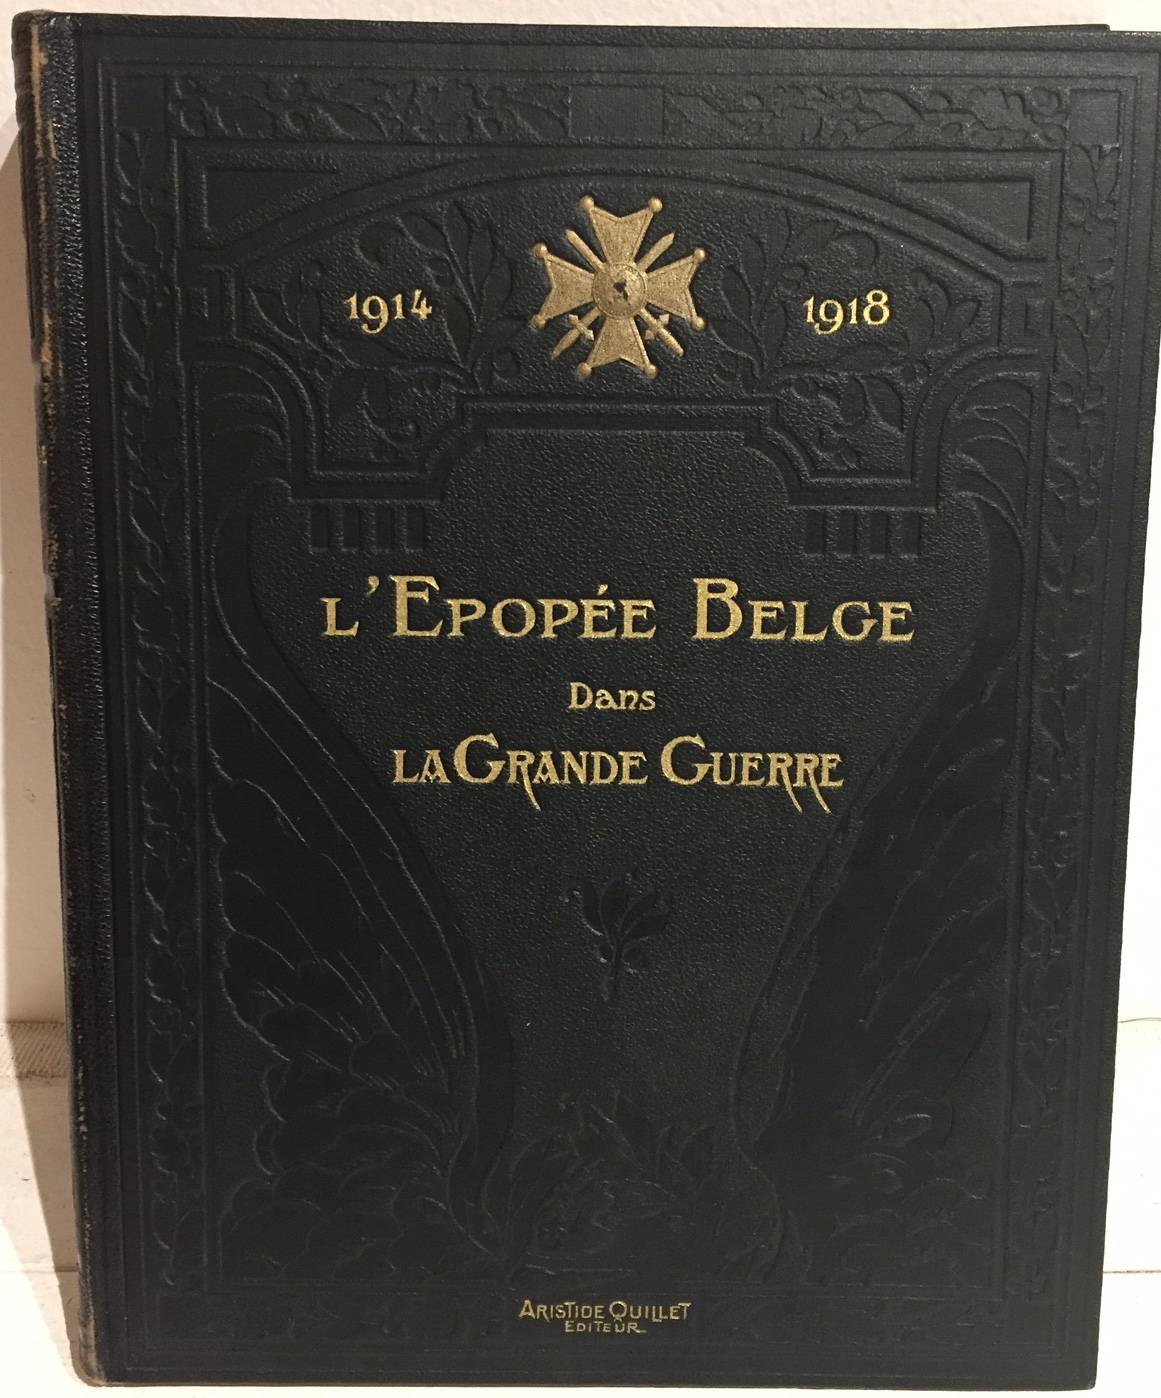 1914 1918
L'Epopée Belge
Dans
LA GRANDE GUERRE
ARISTIDE QUILLET
EDITEUR